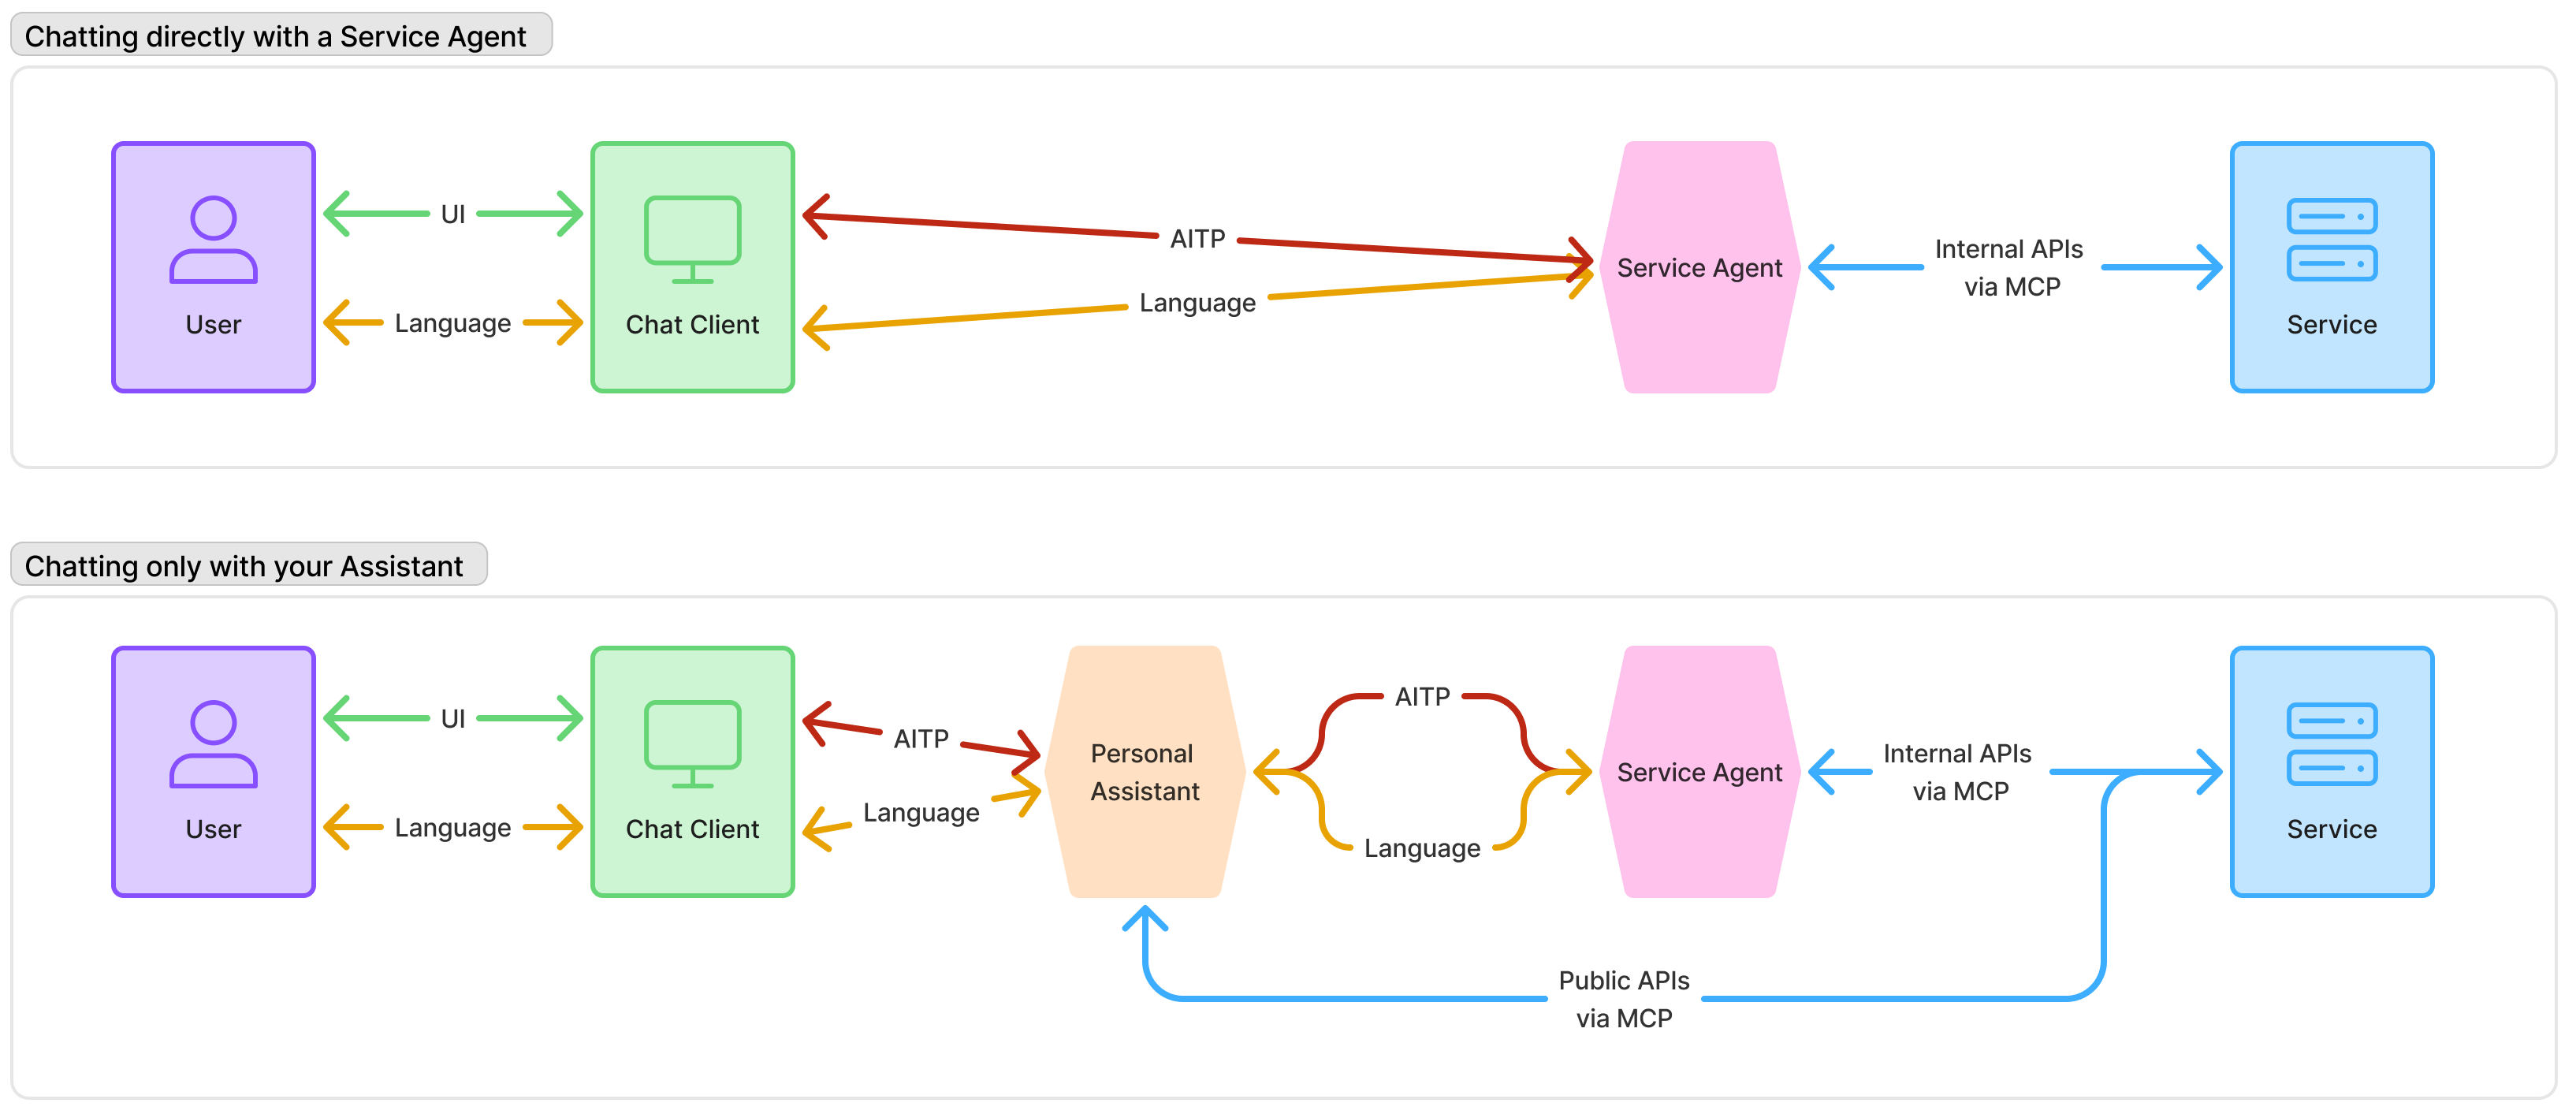 Chatting directly with a Service Agent
UI
AITP
Internal APIs
via MCP
Service Agent
Language
Language
User
Chat Client
Service
Chatting only with your Assistant
UI
AITP
AITP
Personal
Assistant
Internal APIs
via MCP
Service Agent
Language
Language
Language
User
Chat Client
Service
Public APIs
via MCP